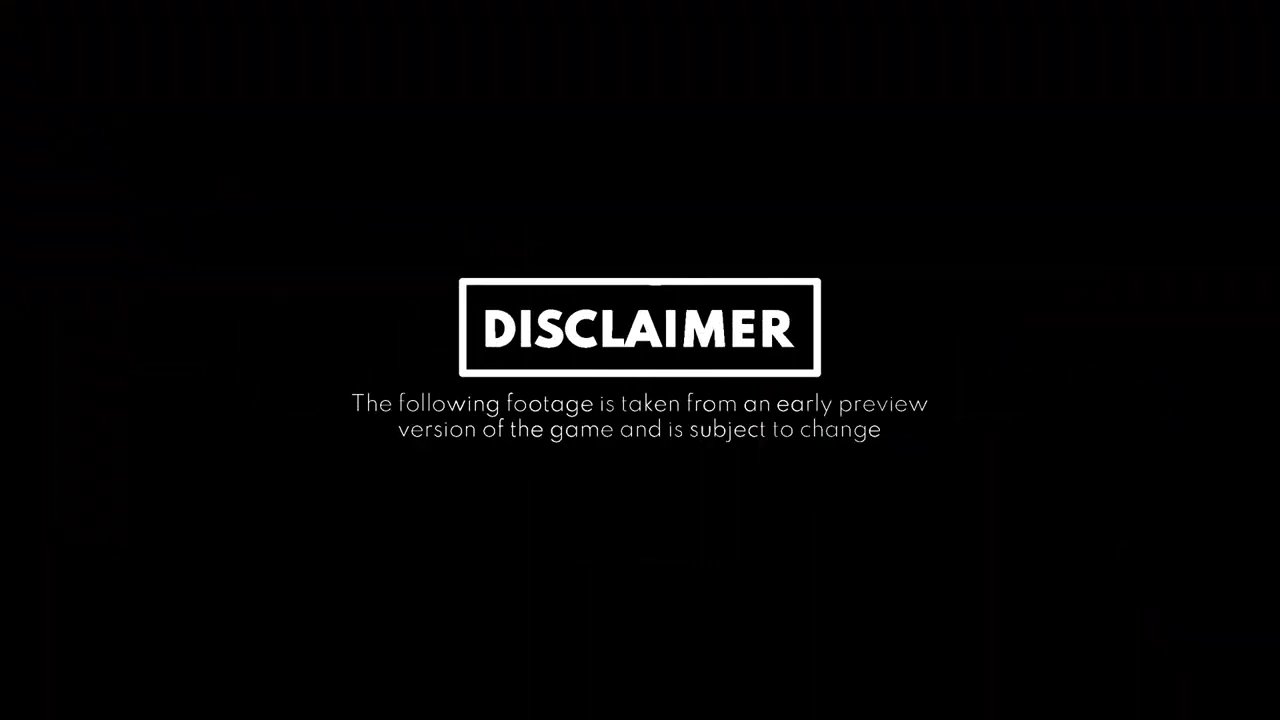 DISCLAIMER
The following footage is taken from an early preview
version of the game and is subject to change